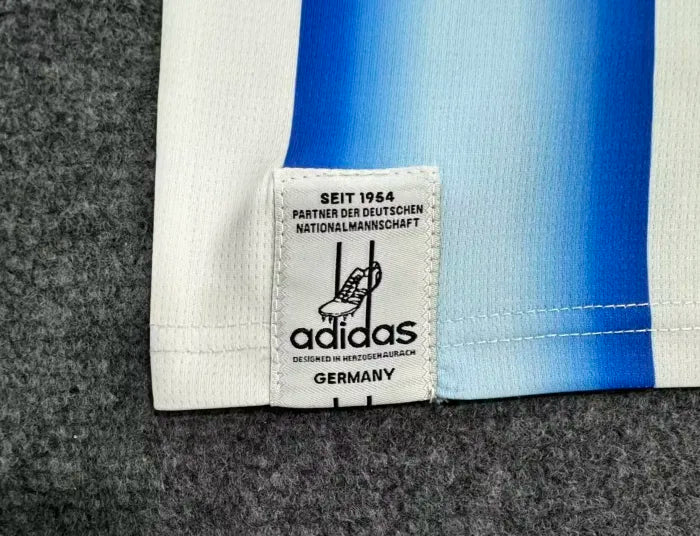 SEIT 1954
PARTNER DER DEUTSCHEN
NATIONALMANNSCHAFT
adidas
DESIGNED IN HERZOGENAURACH
GERMANY